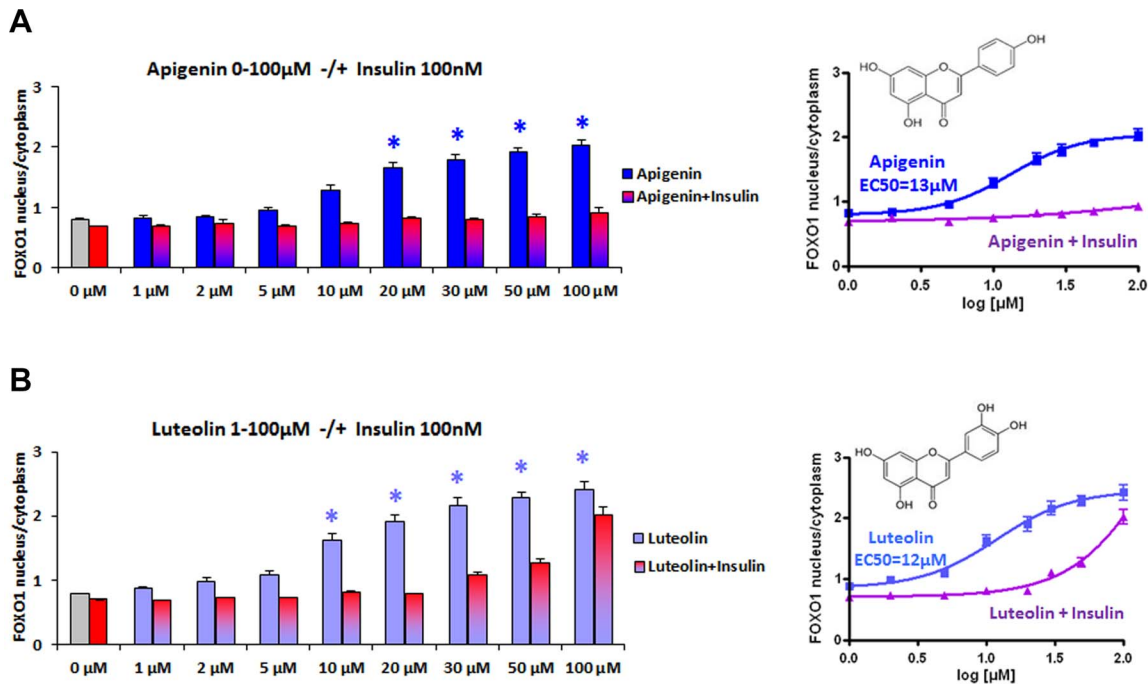 A
Apigenin 0-100µM -/+ Insulin 100nM
FOXO1 nucleus/cytoplasm
3
2
1
0
0 µM 1 µM 2 µM 5 µM 10 µM 20 µM 30 µM 50 µM 100 µM
* * * *
Apigenin
Apigenin+Insulin
OH
HO
O
OH
O
FOXO1 nucleus/cytoplasm
3
2
1
0
Apigenin
EC50=13µM
Apigenin + Insulin
0.0 0.5 1.0 1.5 2.0
log [µM]
B
Luteolin 1-100µM -/+ Insulin 100nM
FOXO1 nucleus/cytoplasm
3
2
1
0
0 µM 1 µM 2 µM 5 µM 10 µM 20 µM 30 µM 50 µM 100 µM
* * * * *
Luteolin
Luteolin+Insulin
OH
OH
HO
O
OH
O
FOXO1 nucleus/cytoplasm
3
2
1
0
Luteolin
EC50=12µM
Luteolin + Insulin
0.0 0.5 1.0 1.5 2.0
log [µM]